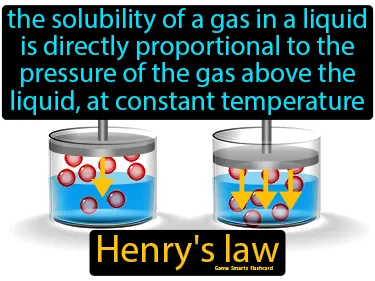 the solubility of a gas in a liquid
is directly proportional to the
pressure of the gas above the
liquid, at constant temperature
Henry's law
Game Smartz flashcard